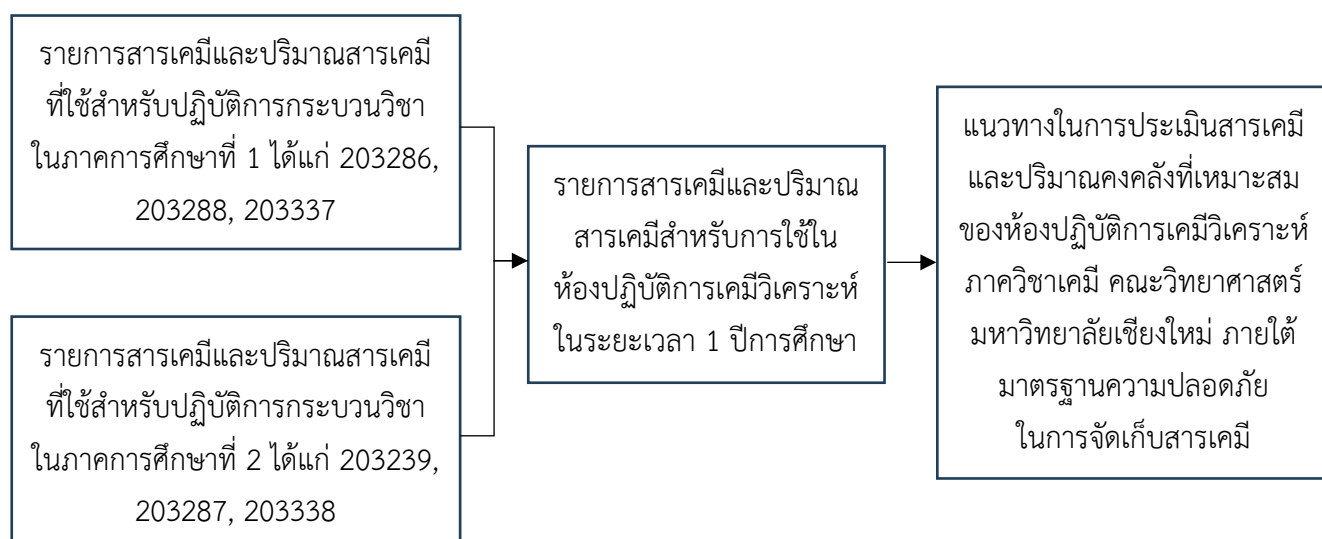 รายการสารเคมีและปริมาณสารเคมี
ที่ใช้สำหรับปฏิบัติการกระบวนวิชา
ในภาคการศึกษาที่ 1 ได้แก่ 203286,
203288, 203337
รายการสารเคมีและปริมาณสารเคมี
ที่ใช้สำหรับปฏิบัติการกระบวนวิชา
ในภาคการศึกษาที่ 2 ได้แก่ 203239,
203287, 203338
รายการสารเคมีและปริมาณ
สารเคมีสำหรับการใช้ใน
ห้องปฏิบัติการเคมีวิเคราะห์
ในระยะเวลา 1 ปีการศึกษา
แนวทางในการประเมินสารเคมี
และปริมาณคงคลังที่เหมาะสม
ของห้องปฏิบัติการเคมีวิเคราะห์
ภาควิชาเคมี คณะวิทยาศาสตร์
มหาวิทยาลัยเชียงใหม่ ภายใต้
มาตรฐานความปลอดภัย
ในการจัดเก็บสารเคมี